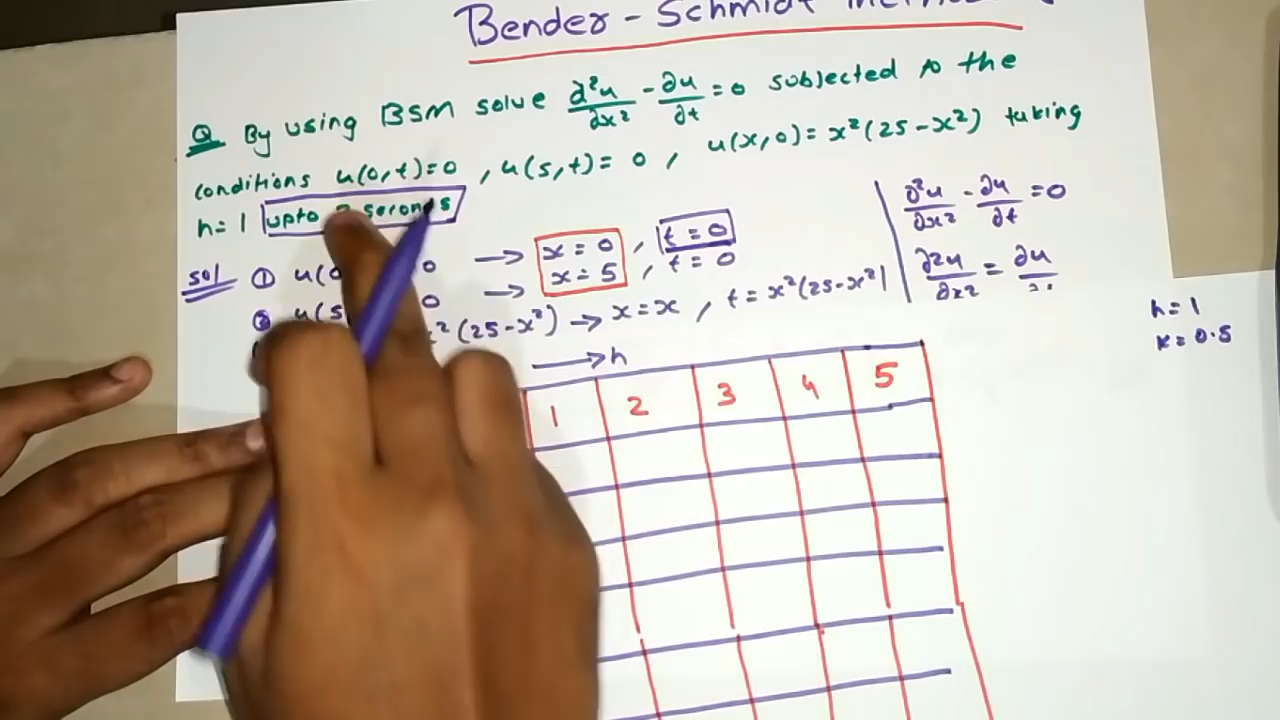 Bender - Schmidt
Q By using BSM solve ∂²u/∂x² - ∂u/∂t = 0 subjected to the
conditions u(0,t)=0 , u(5,t)= 0 , u(x,0)= x²(25-x²) taking
h=1 upto seconds
∂²u/∂x² - ∂u/∂t = 0
sol ① u(0 0 → x=0 , t=0
② u(5 0 → x=5 , t=0
∂²u/∂x² = ∂u/
²(25-x²) → x=x , t=x²(25-x²)
h=1
k=0.5
→h
1 2 3 4 5